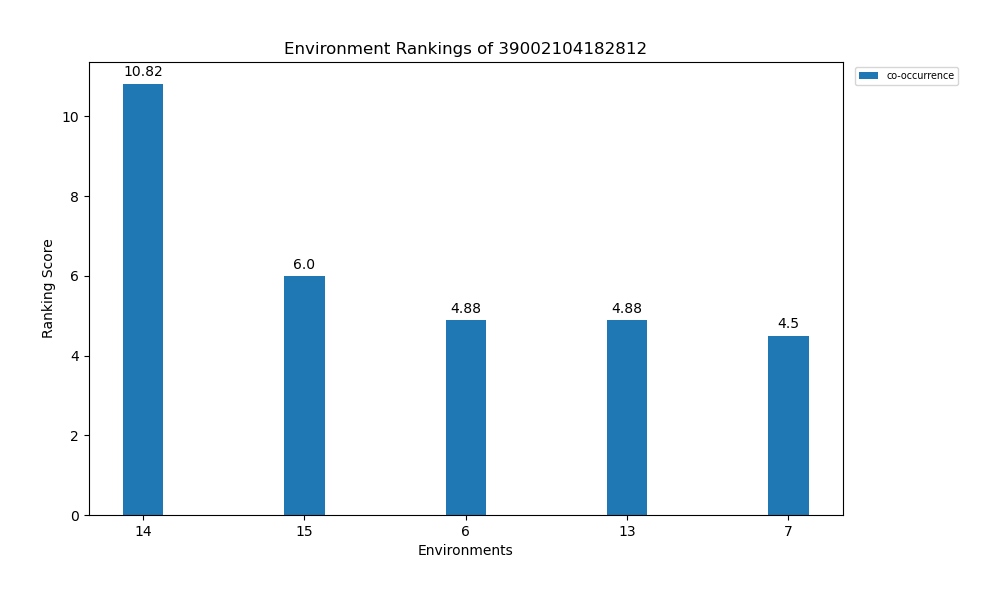 Environment Rankings of 39002104182812
co-occurrence
10.82
6.0
4.88
4.88
4.5
Ranking Score
10
8
6
4
2
0
14 15 6 13 7
Environments